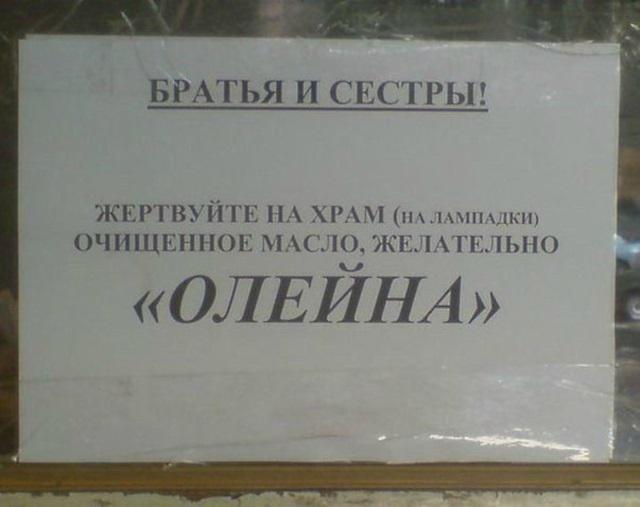 БРАТЬЯ И СЕСТРЫ!
ЖЕРТВУЙТЕ НА ХРАМ (НА ЛАМПАДКИ)
ОЧИЩЕННОЕ МАСЛО, ЖЕЛАТЕЛЬНО
«ОЛЕЙНА»